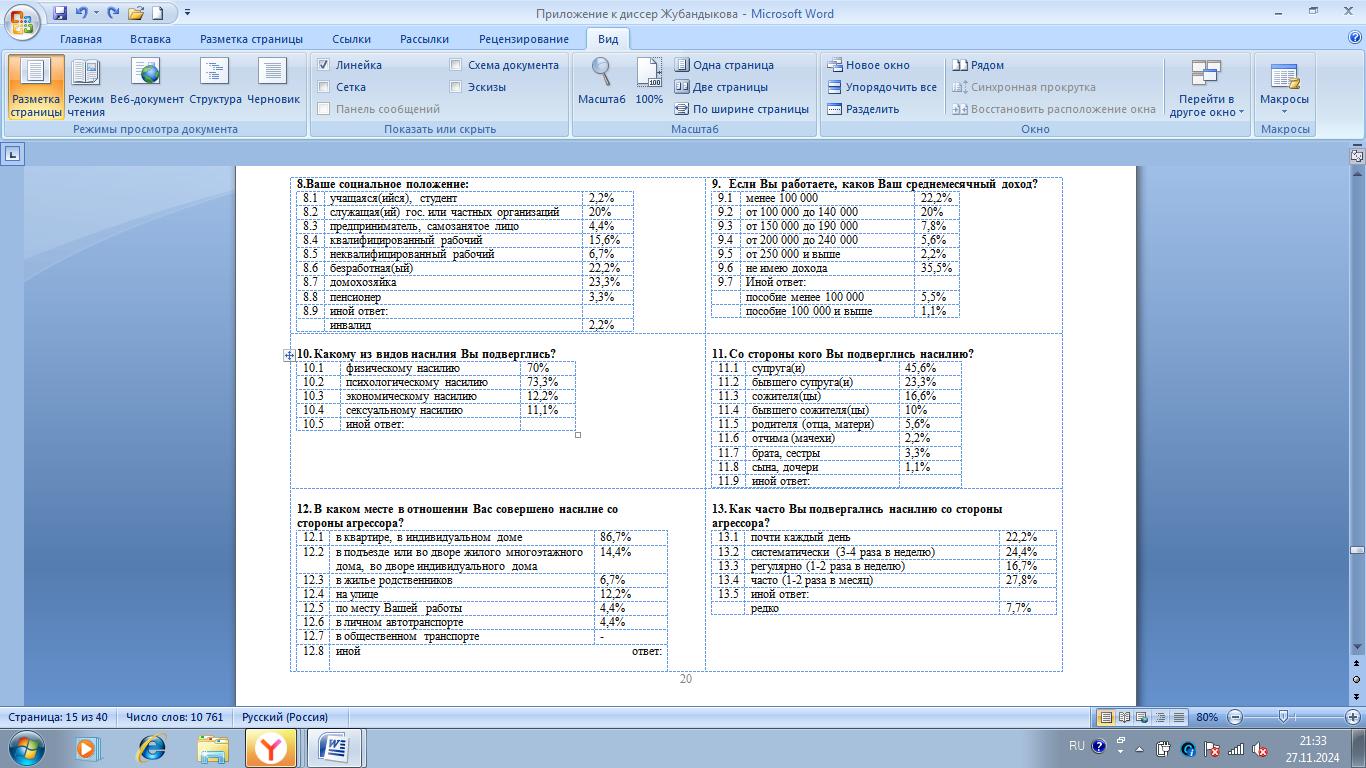 Приложение к диссер Жубандыкова - Microsoft Word
Главная Вставка Разметка страницы Ссылки Рассылки Рецензирование Вид
Разметка страницы
Режим чтения
Веб-документ
Структура
Черновик
Режимы просмотра документа
Линейка
Сетка
Панель сообщений
Схема документа
Эскизы
Показать или скрыть
Масштаб
100%
Одна страница
Две страницы
По ширине страницы
Масштаб
Новое окно
Упорядочить все
Разделить
Рядом
Синхронная прокрутка
Восстановить расположение окна
Перейти в другое окно
Окно
Макросы
Макросы
8.Ваше социальное положение:
8.1 учащаяся(ийся), студент 2,2%
8.2 служащая(ий) гос. или частных организаций 20%
8.3 предприниматель, самозанятое лицо 4,4%
8.4 квалифицированный рабочий 15,6%
8.5 неквалифицированный рабочий 6,7%
8.6 безработная(ый) 22,2%
8.7 домохозяйка 23,3%
8.8 пенсионер 3,3%
8.9 иной ответ:
инвалид 2,2%
9. Если Вы работаете, каков Ваш среднемесячный доход?
9.1 менее 100 000 22,2%
9.2 от 100 000 до 140 000 20%
9.3 от 150 000 до 190 000 7,8%
9.4 от 200 000 до 240 000 5,6%
9.5 от 250 000 и выше 2,2%
9.6 не имею дохода 35,5%
9.7 Иной ответ:
пособие менее 100 000 5,5%
пособие 100 000 и выше 1,1%
10. Какому из видов насилия Вы подверглись?
10.1 физическому насилию 70%
10.2 психологическому насилию 73,3%
10.3 экономическому насилию 12,2%
10.4 сексуальному насилию 11,1%
10.5 иной ответ:
11. Со стороны кого Вы подверглись насилию?
11.1 супруга(и) 45,6%
11.2 бывшего супруга(и) 23,3%
11.3 сожителя(цы) 16,6%
11.4 бывшего сожителя(цы) 10%
11.5 родителя (отца, матери) 5,6%
11.6 отчима (мачехи) 2,2%
11.7 брата, сестры 3,3%
11.8 сына, дочери 1,1%
11.9 иной ответ:
12. В каком месте в отношении Вас совершено насилие со
стороны агрессора?
12.1 в квартире, в индивидуальном доме 86,7%
12.2 в подъезде или во дворе жилого многоэтажного 14,4%
дома, во дворе индивидуального дома
12.3 в жилье родственников 6,7%
12.4 на улице 12,2%
12.5 по месту Вашей работы 4,4%
12.6 в личном автотранспорте 4,4%
12.7 в общественном транспорте -
12.8 иной ответ:
13. Как часто Вы подвергались насилию со стороны
агрессора?
13.1 почти каждый день 22,2%
13.2 систематически (3-4 раза в неделю) 24,4%
13.3 регулярно (1-2 раза в неделю) 16,7%
13.4 часто (1-2 раза в месяц) 27,8%
13.5 иной ответ:
редко 7,7%
20
Страница: 15 из 40 Число слов: 10 761 Русский (Россия) 80%
RU
21:33
27.11.2024